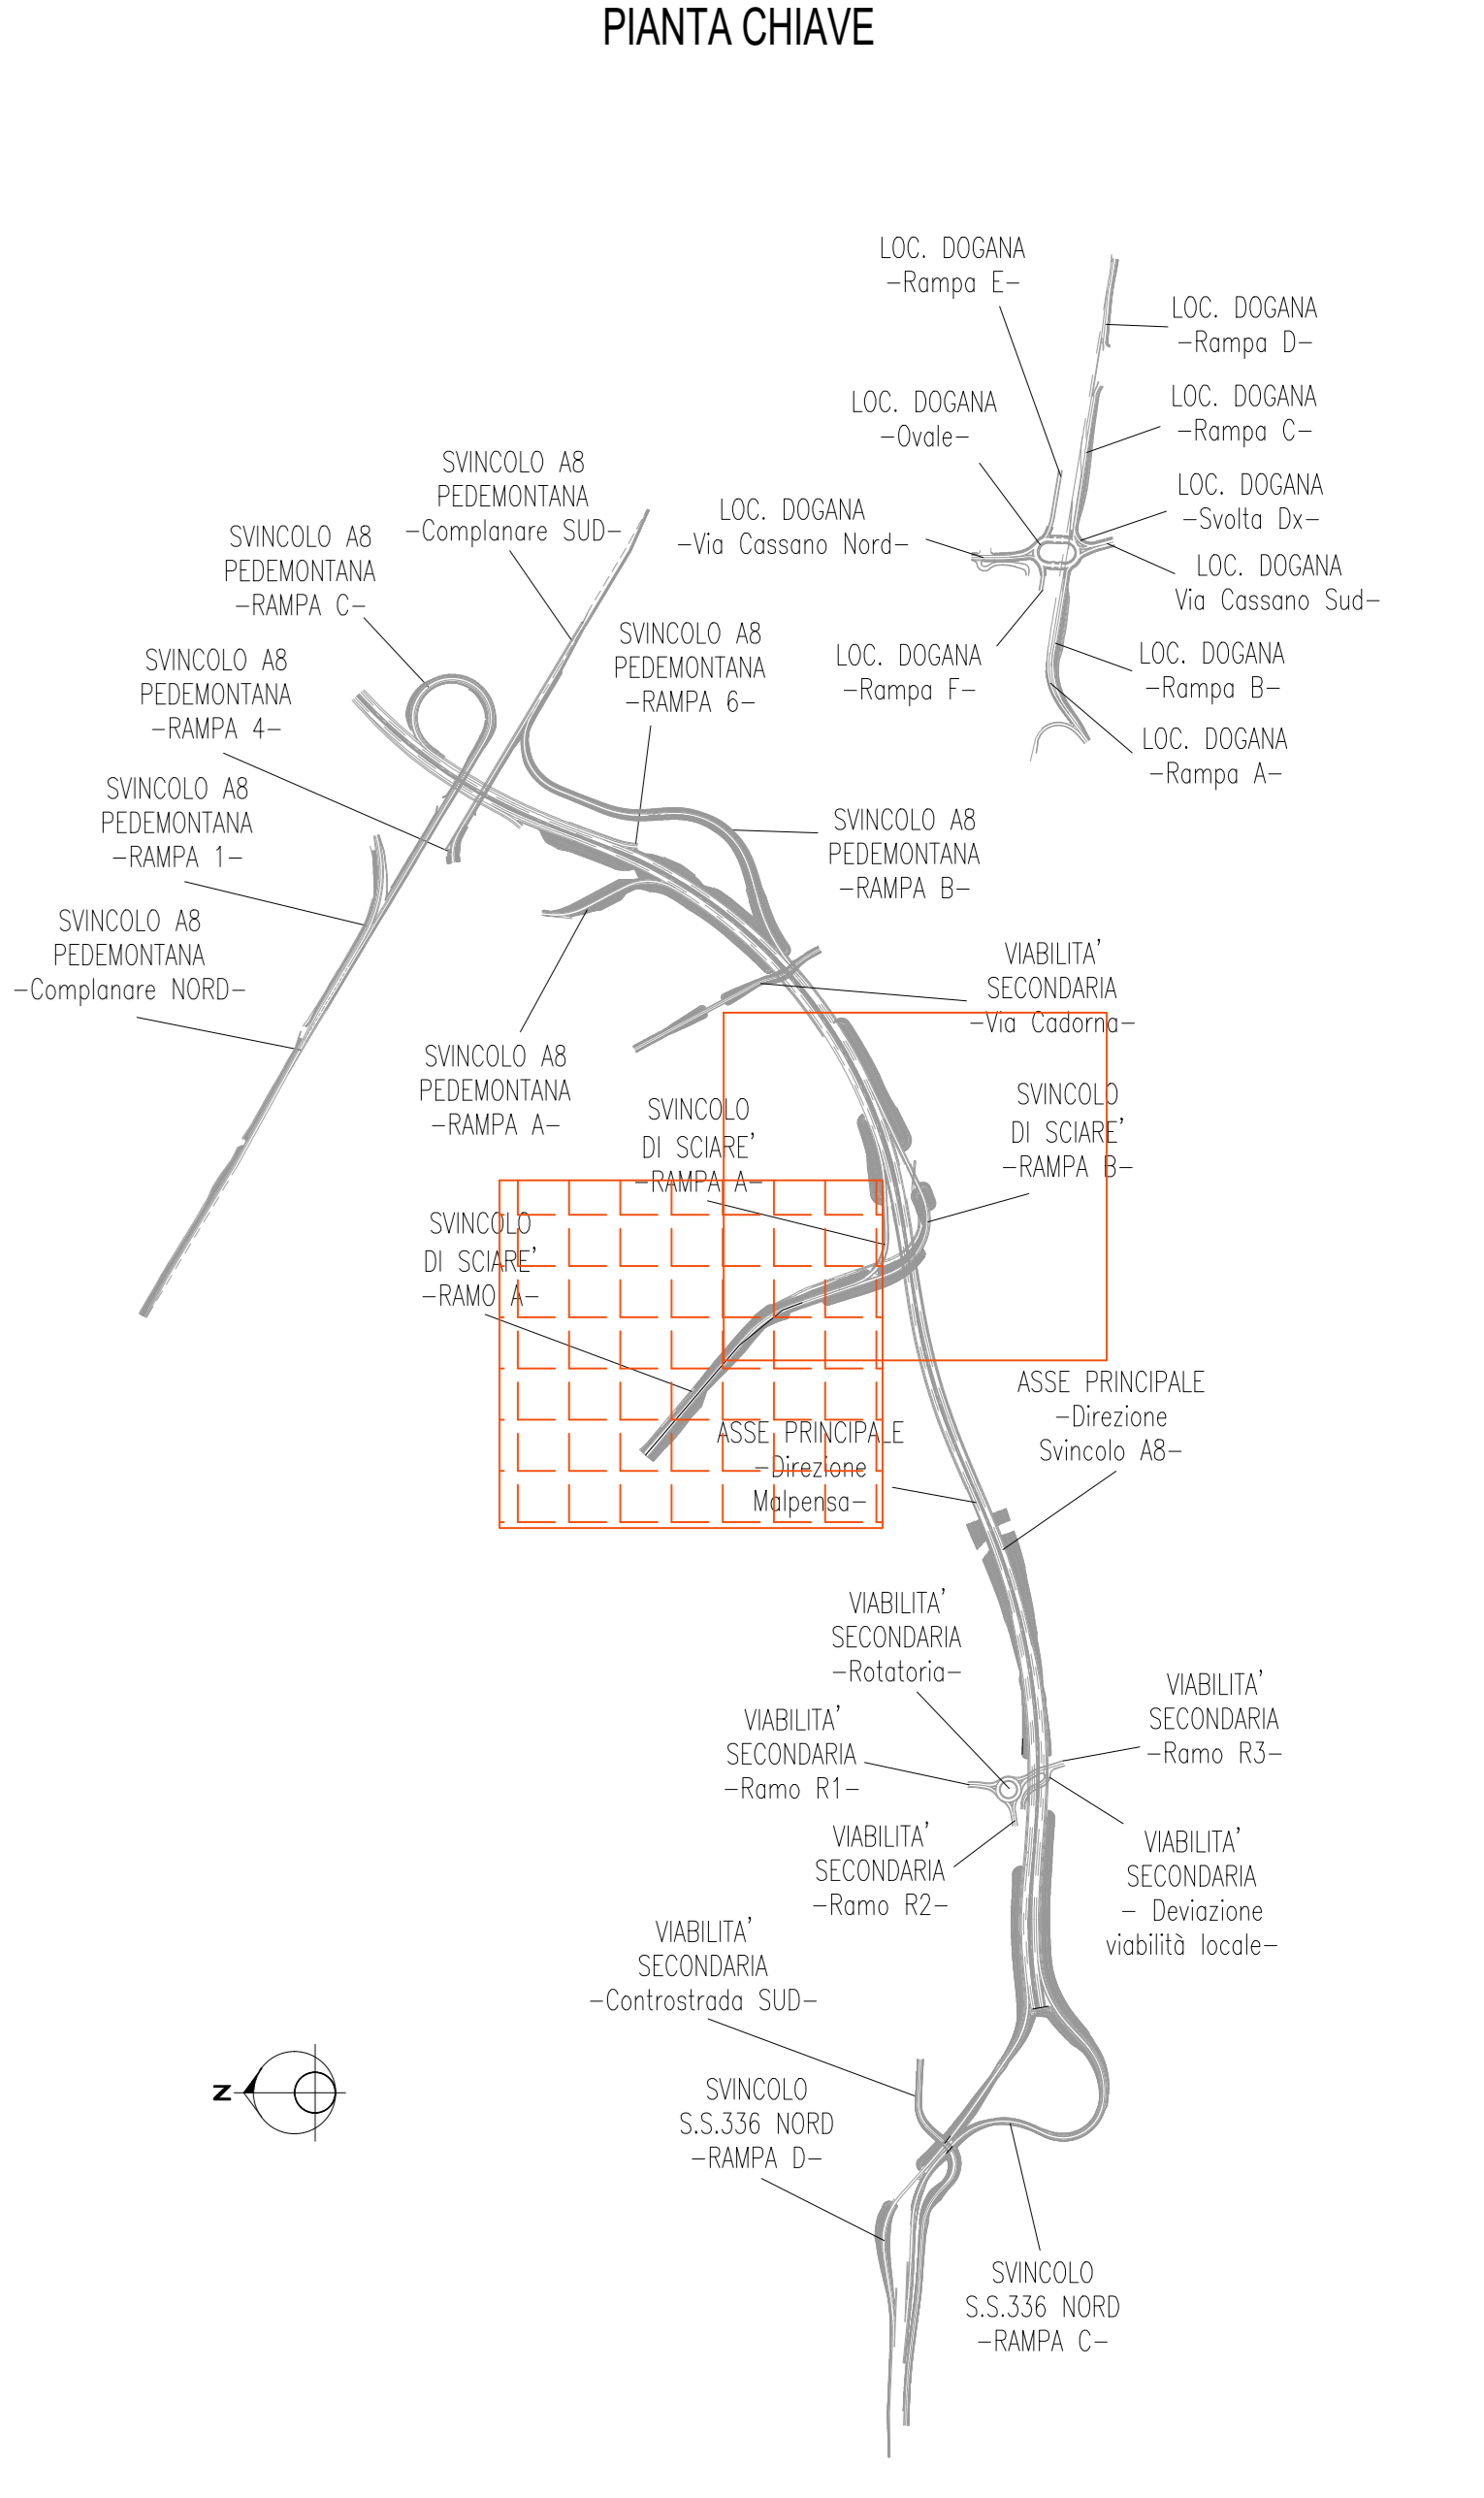 PIANTA CHIAVE
LOC. DOGANA
-Rampa E-
LOC. DOGANA
-Rampa D-
LOC. DOGANA
-Ovale-
LOC. DOGANA
-Rampa C-
SVINCOLO A8
PEDEMONTANA
-Complanare SUD-
LOC. DOGANA
-Svolta Dx-
LOC. DOGANA
-Via Cassano Nord-
SVINCOLO A8
PEDEMONTANA
-RAMPA C-
LOC. DOGANA
Via Cassano Sud-
SVINCOLO A8
PEDEMONTANA
-RAMPA 6-
LOC. DOGANA
-Rampa F-
LOC. DOGANA
-Rampa B-
SVINCOLO A8
PEDEMONTANA
-RAMPA 4-
LOC. DOGANA
-Rampa A-
SVINCOLO A8
PEDEMONTANA
-RAMPA 1-
SVINCOLO A8
PEDEMONTANA
-RAMPA B-
SVINCOLO A8
PEDEMONTANA
-Complanare NORD-
VIABILITA'
SECONDARIA
-Via Cadorna-
SVINCOLO A8
PEDEMONTANA
-RAMPA A-
SVINCOLO
DI SCIARE'
-RAMPA A-
SVINCOLO
DI SCIARE'
-RAMPA B-
SVINCOLO
DI SCIARE'
-RAMO A-
ASSE PRINCIPALE
-Direzione
Svincolo A8-
ASSE PRINCIPALE
-Direzione
Malpensa-
VIABILITA'
SECONDARIA
-Rotatoria-
VIABILITA'
SECONDARIA
-Ramo R3-
VIABILITA'
SECONDARIA
-Ramo R1-
VIABILITA'
SECONDARIA
-Ramo R2-
VIABILITA'
SECONDARIA
- Deviazione
viabilità locale-
VIABILITA'
SECONDARIA
-Controstrada SUD-
N
SVINCOLO
S.S.336 NORD
-RAMPA D-
SVINCOLO
S.S.336 NORD
-RAMPA C-